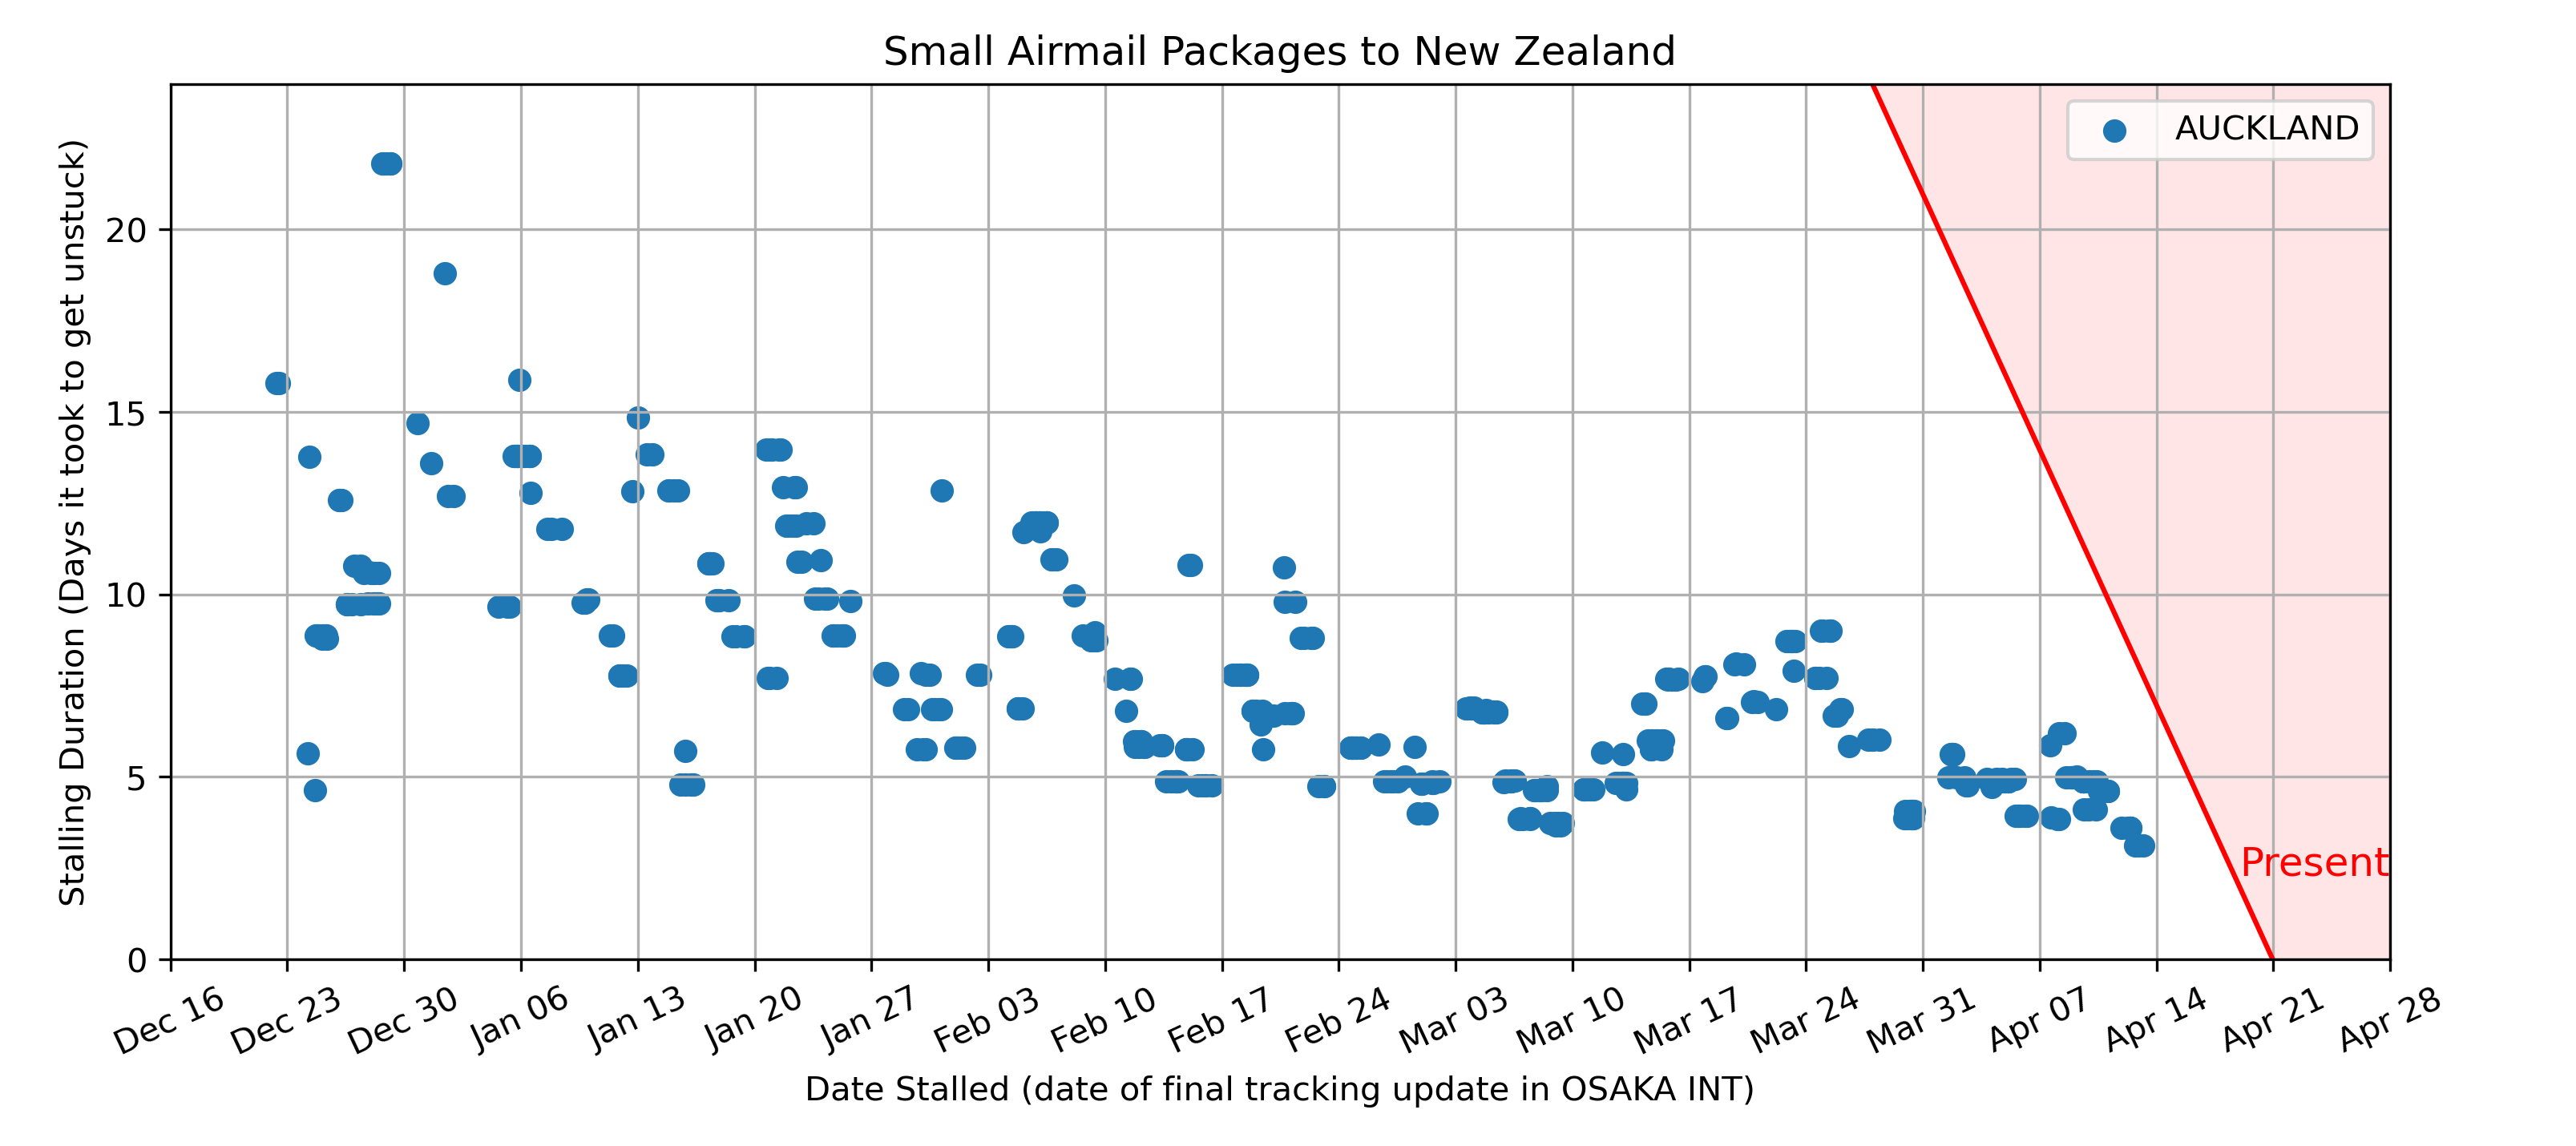 Small Airmail Packages to New Zealand
AUCKLAND
Stalling Duration (Days it took to get unstuck)
20
15
10
5
0
Present
Dec 16
Dec 23
Dec 30
Jan 06
Jan 13
Jan 20
Jan 27
Feb 03
Feb 10
Feb 17
Feb 24
Mar 03
Mar 10
Mar 17
Mar 24
Mar 31
Apr 07
Apr 14
Apr 21
Apr 28
Date Stalled (date of final tracking update in OSAKA INT)